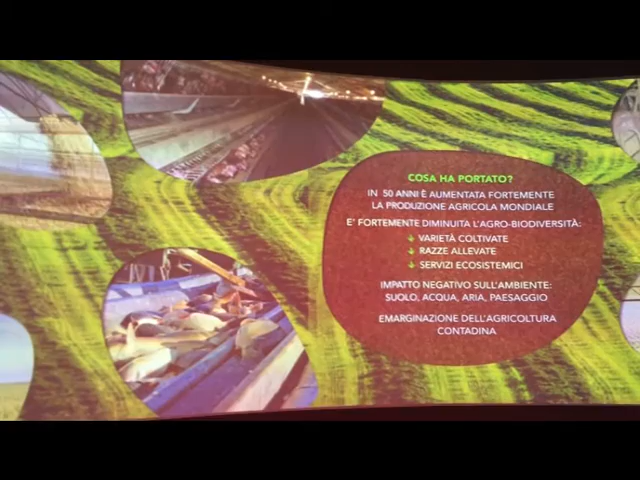 COSA HA PORTATO?
IN 50 ANNI È AUMENTATA FORTEMENTE
LA PRODUZIONE AGRICOLA MONDIALE
E' FORTEMENTE DIMINUITA L'AGRO-BIODIVERSITÀ:
VARIETÀ COLTIVATE
RAZZE ALLEVATE
SERVIZI ECOSISTEMICI
IMPATTO NEGATIVO SULL'AMBIENTE:
SUOLO, ACQUA, ARIA, PAESAGGIO
EMARGINAZIONE DELL'AGRICOLTURA
CONTADINA